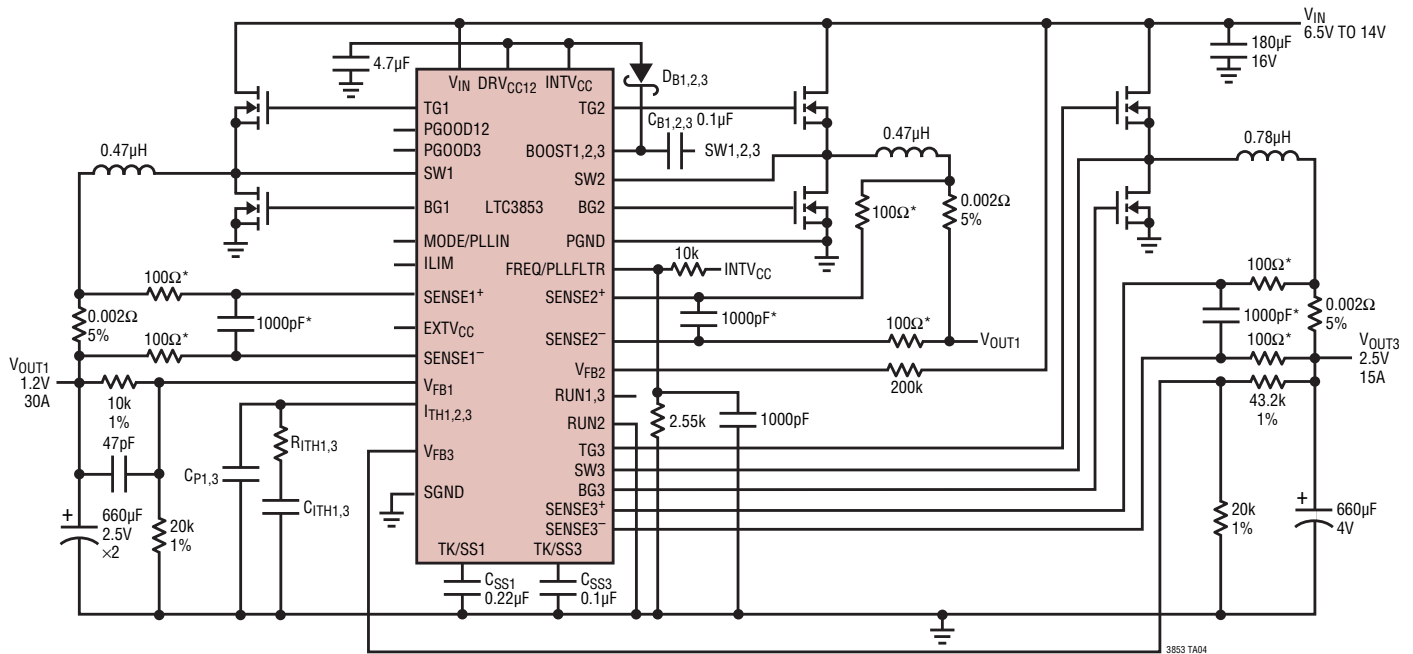 V_IN
6.5V TO 14V
180µF
16V
4.7µF
V_IN DRV_CC12 INTV_CC
D_B1,2,3
TG1
TG2
C_B1,2,3 0.1µF
PGOOD12
PGOOD3
BOOST1,2,3
SW1,2,3
0.47µH
0.47µH
0.78µH
SW1
SW2
BG1
LTC3853
BG2
100Ω*
0.002Ω
5%
MODE/PLLIN
PGND
ILIM
FREQ/PLLFLTR
10k
INTV_CC
100Ω*
SENSE1+
SENSE2+
100Ω*
0.002Ω
5%
1000pF*
1000pF*
1000pF*
0.002Ω
5%
EXTV_CC
100Ω*
SENSE1−
SENSE2−
100Ω*
V_OUT1
100Ω*
V_OUT1
1.2V
30A
V_OUT3
2.5V
15A
V_FB1
V_FB2
200k
10k
1%
43.2k
1%
I_TH1,2,3
RUN1,3
47pF
R_ITH1,3
RUN2
2.55k
1000pF
V_FB3
TG3
C_P1,3
SW3
SGND
BG3
C_ITH1,3
SENSE3+
SENSE3−
660µF
2.5V
×2
20k
1%
20k
1%
660µF
4V
+
+
TK/SS1
TK/SS3
C_SS1
0.22µF
C_SS3
0.1µF
3853 TA04